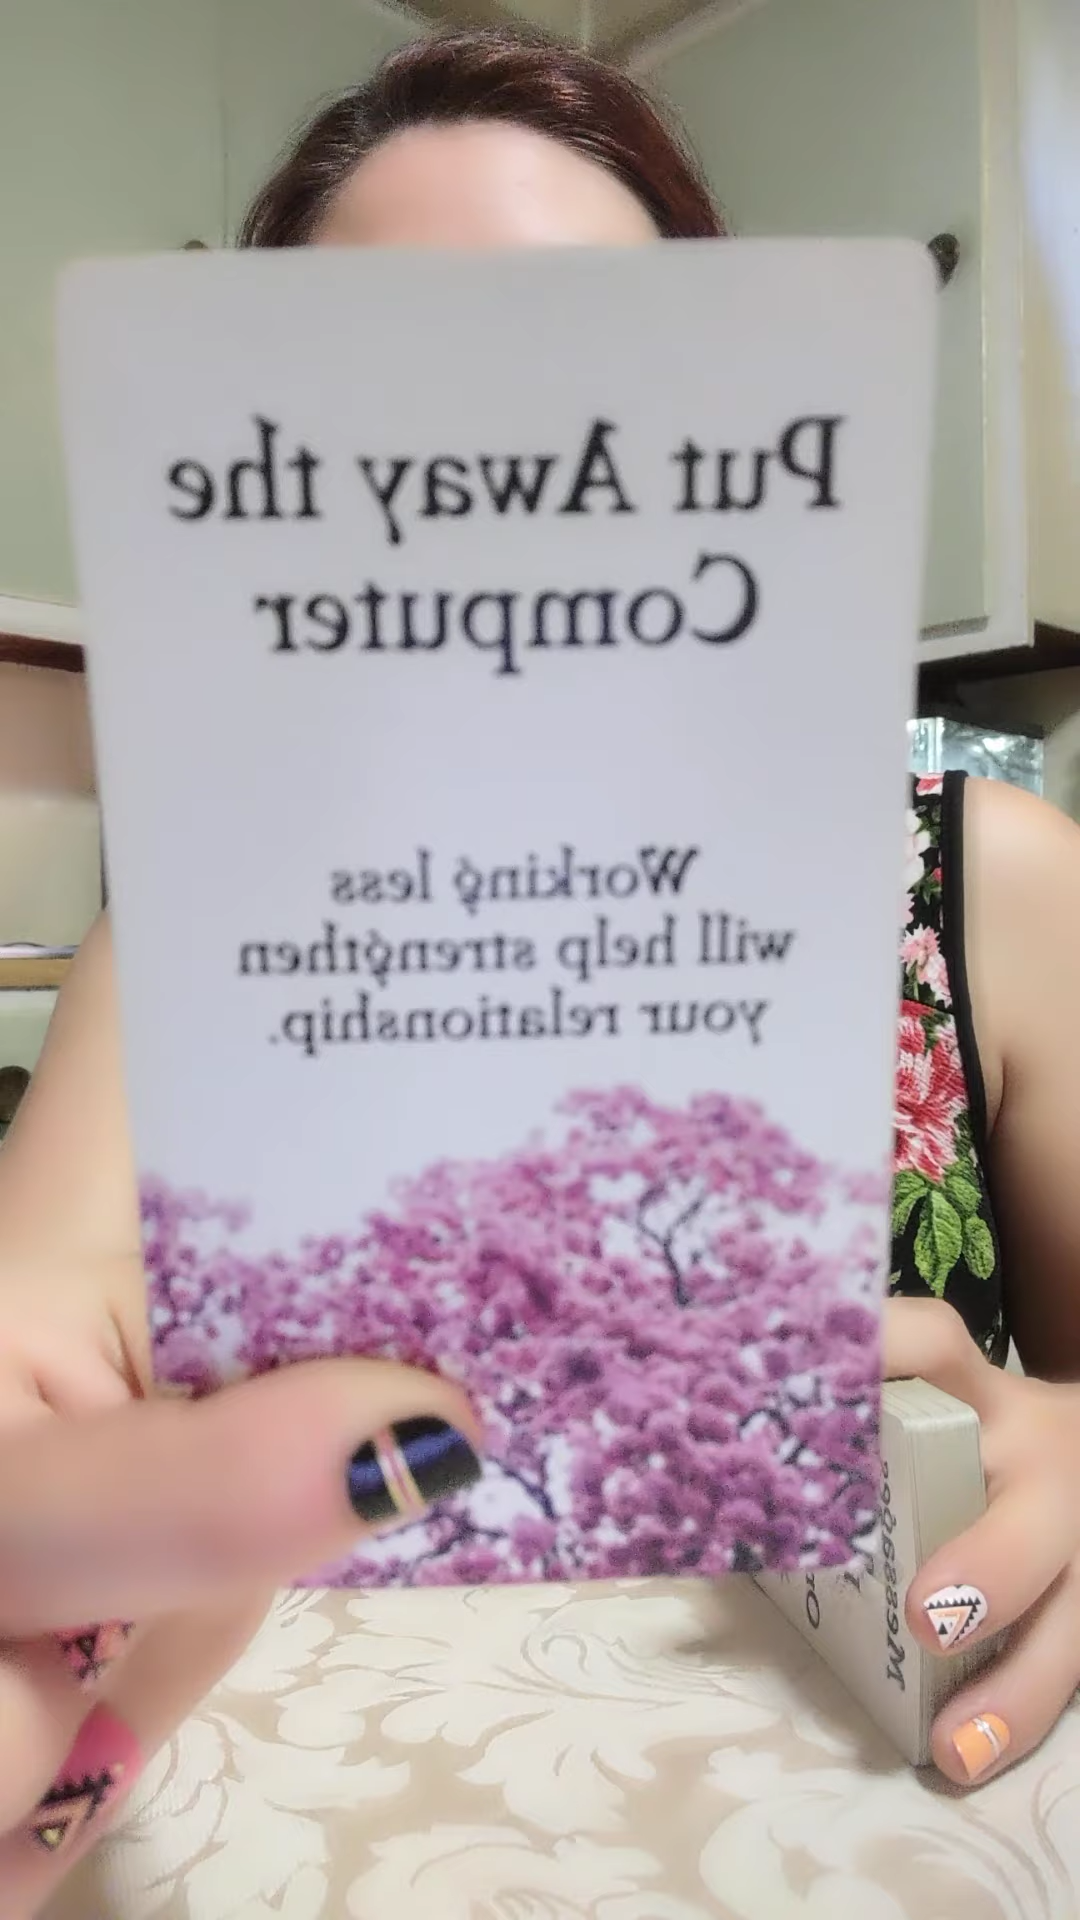 Put Away the
Computer
Working less
will help strengthen
your relationship.